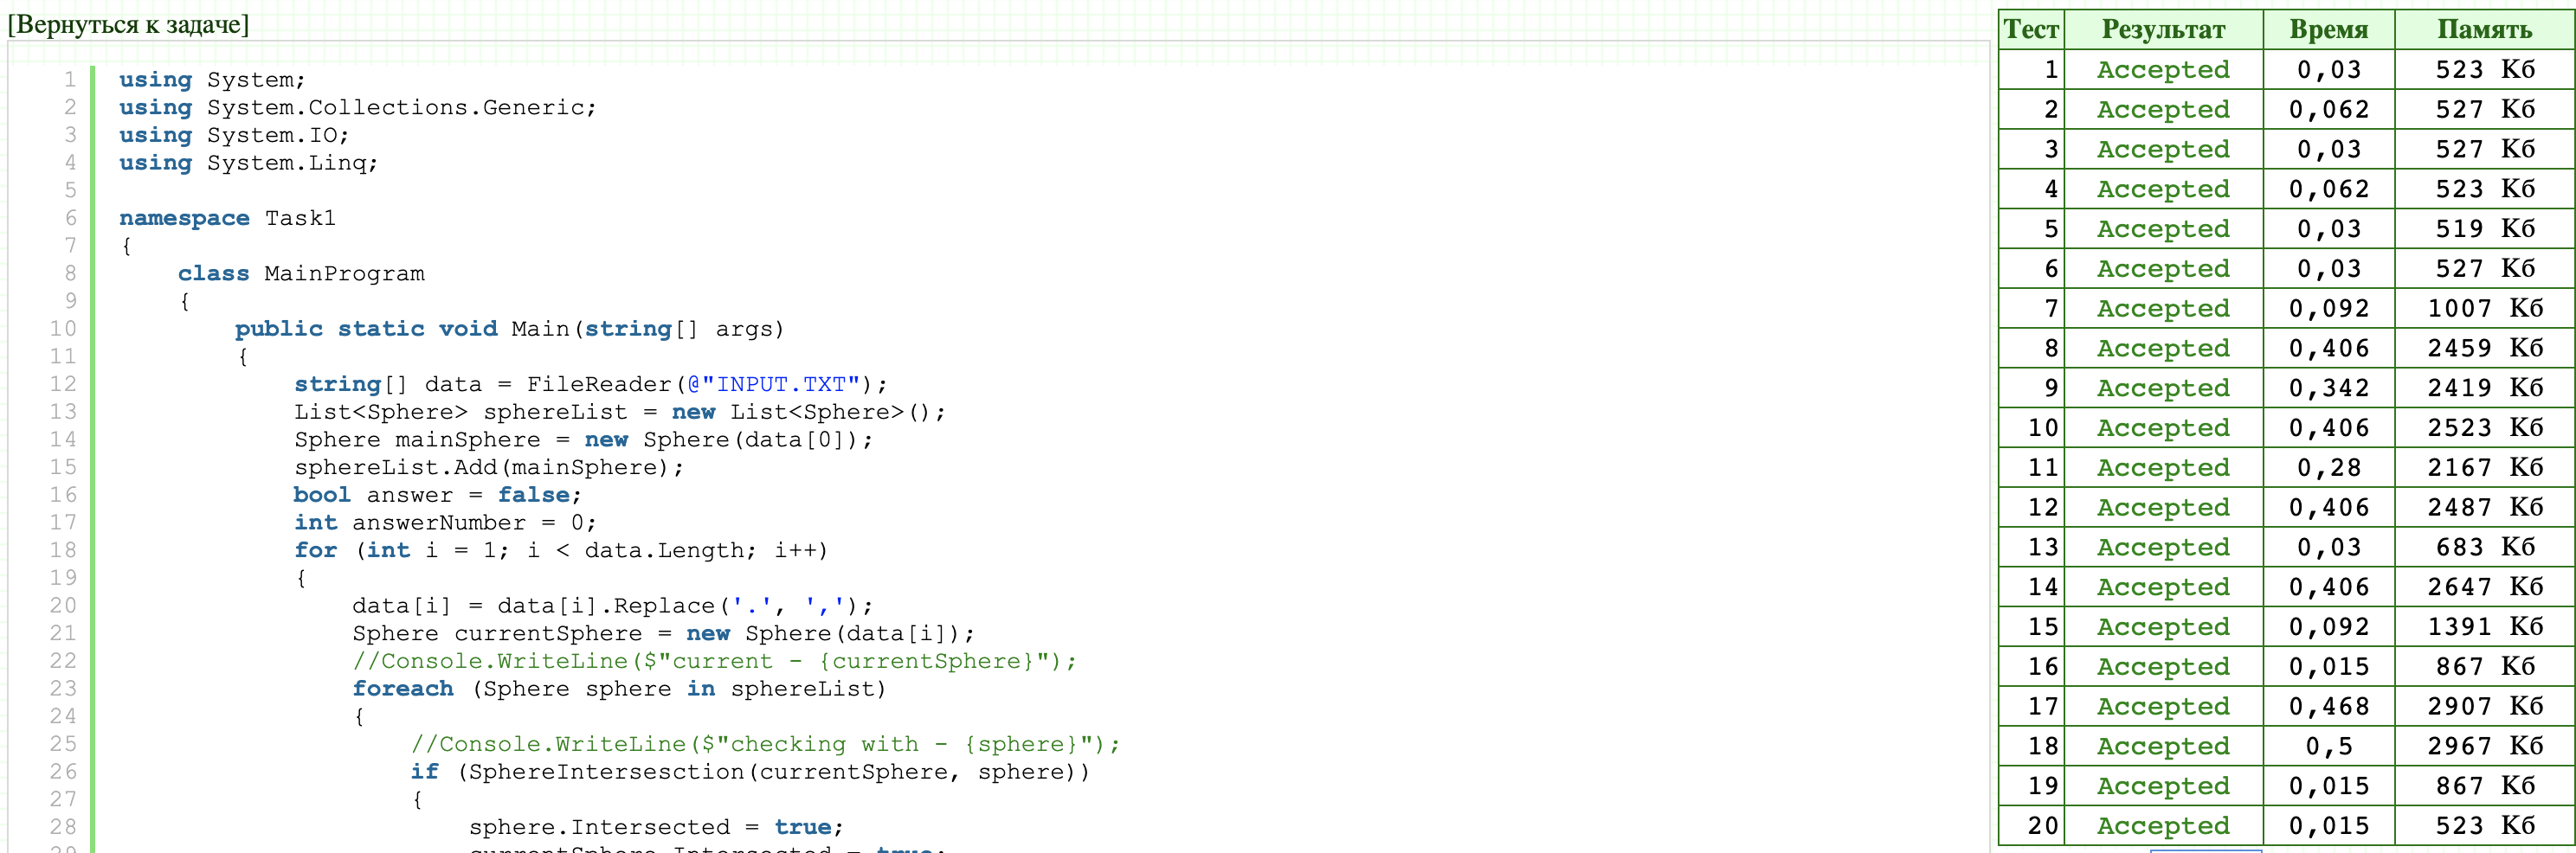 [Вернуться к задаче]
1 using System;
2 using System.Collections.Generic;
3 using System.IO;
4 using System.Linq;
5
6 namespace Task1
7 {
8 class MainProgram
9 {
10 public static void Main(string[] args)
11 {
12 string[] data = FileReader(@"INPUT.TXT");
13 List<Sphere> sphereList = new List<Sphere>();
14 Sphere mainSphere = new Sphere(data[0]);
15 sphereList.Add(mainSphere);
16 bool answer = false;
17 int answerNumber = 0;
18 for (int i = 1; i < data.Length; i++)
19 {
20 data[i] = data[i].Replace('.', ',');
21 Sphere currentSphere = new Sphere(data[i]);
22 //Console.WriteLine($"current - {currentSphere}");
23 foreach (Sphere sphere in sphereList)
24 {
25 //Console.WriteLine($"checking with - {sphere}");
26 if (SphereIntersesction(currentSphere, sphere))
27 {
28 sphere.Intersected = true;
29 currentSphere.Intersected = true;
Тест Результат Время Память
1 Accepted 0,03 523 Кб
2 Accepted 0,062 527 Кб
3 Accepted 0,03 527 Кб
4 Accepted 0,062 523 Кб
5 Accepted 0,03 519 Кб
6 Accepted 0,03 527 Кб
7 Accepted 0,092 1007 Кб
8 Accepted 0,406 2459 Кб
9 Accepted 0,342 2419 Кб
10 Accepted 0,406 2523 Кб
11 Accepted 0,28 2167 Кб
12 Accepted 0,406 2487 Кб
13 Accepted 0,03 683 Кб
14 Accepted 0,406 2647 Кб
15 Accepted 0,092 1391 Кб
16 Accepted 0,015 867 Кб
17 Accepted 0,468 2907 Кб
18 Accepted 0,5 2967 Кб
19 Accepted 0,015 867 Кб
20 Accepted 0,015 523 Кб